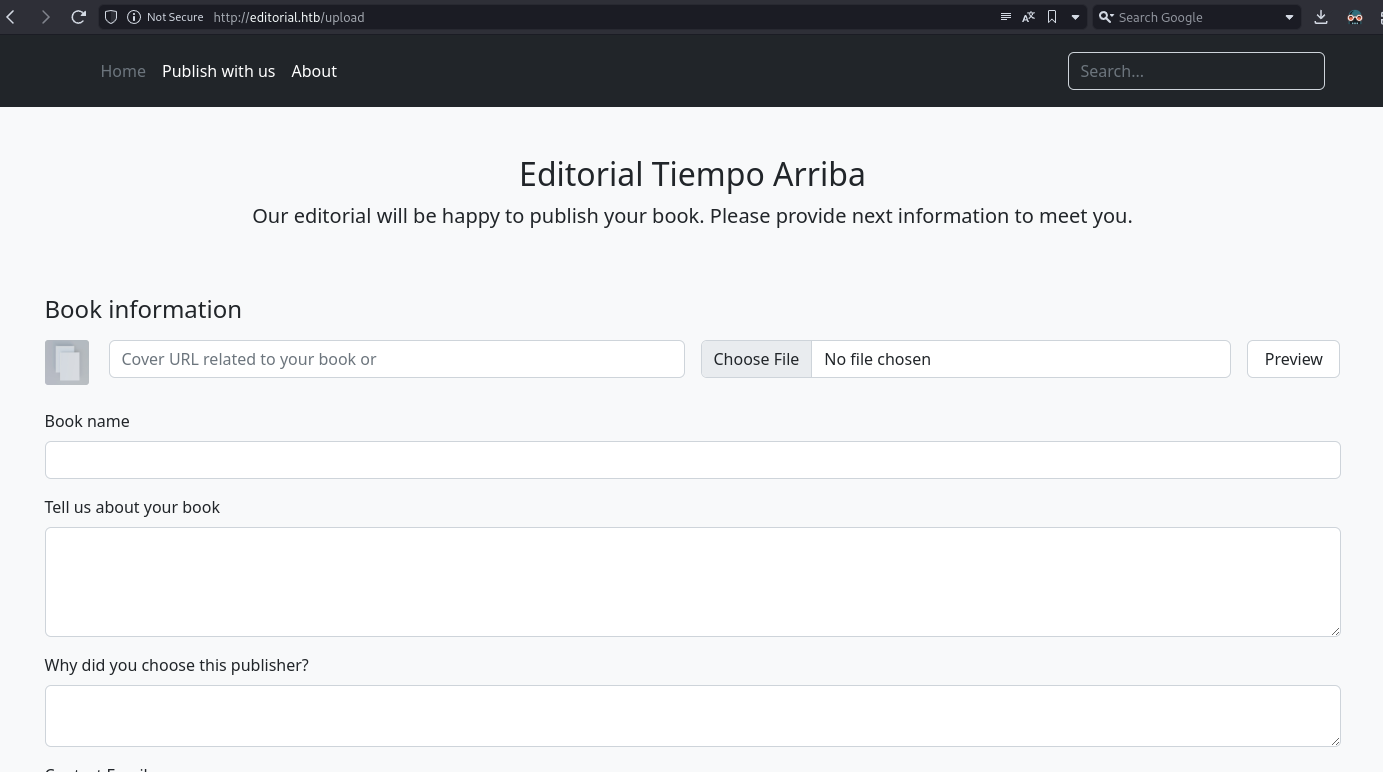 Not Secure http://editorial.htb/upload Search Google
Home Publish with us About Search...
Editorial Tiempo Arriba
Our editorial will be happy to publish your book. Please provide next information to meet you.
Book information
Cover URL related to your book or Choose File No file chosen Preview
Book name
Tell us about your book
Why did you choose this publisher?